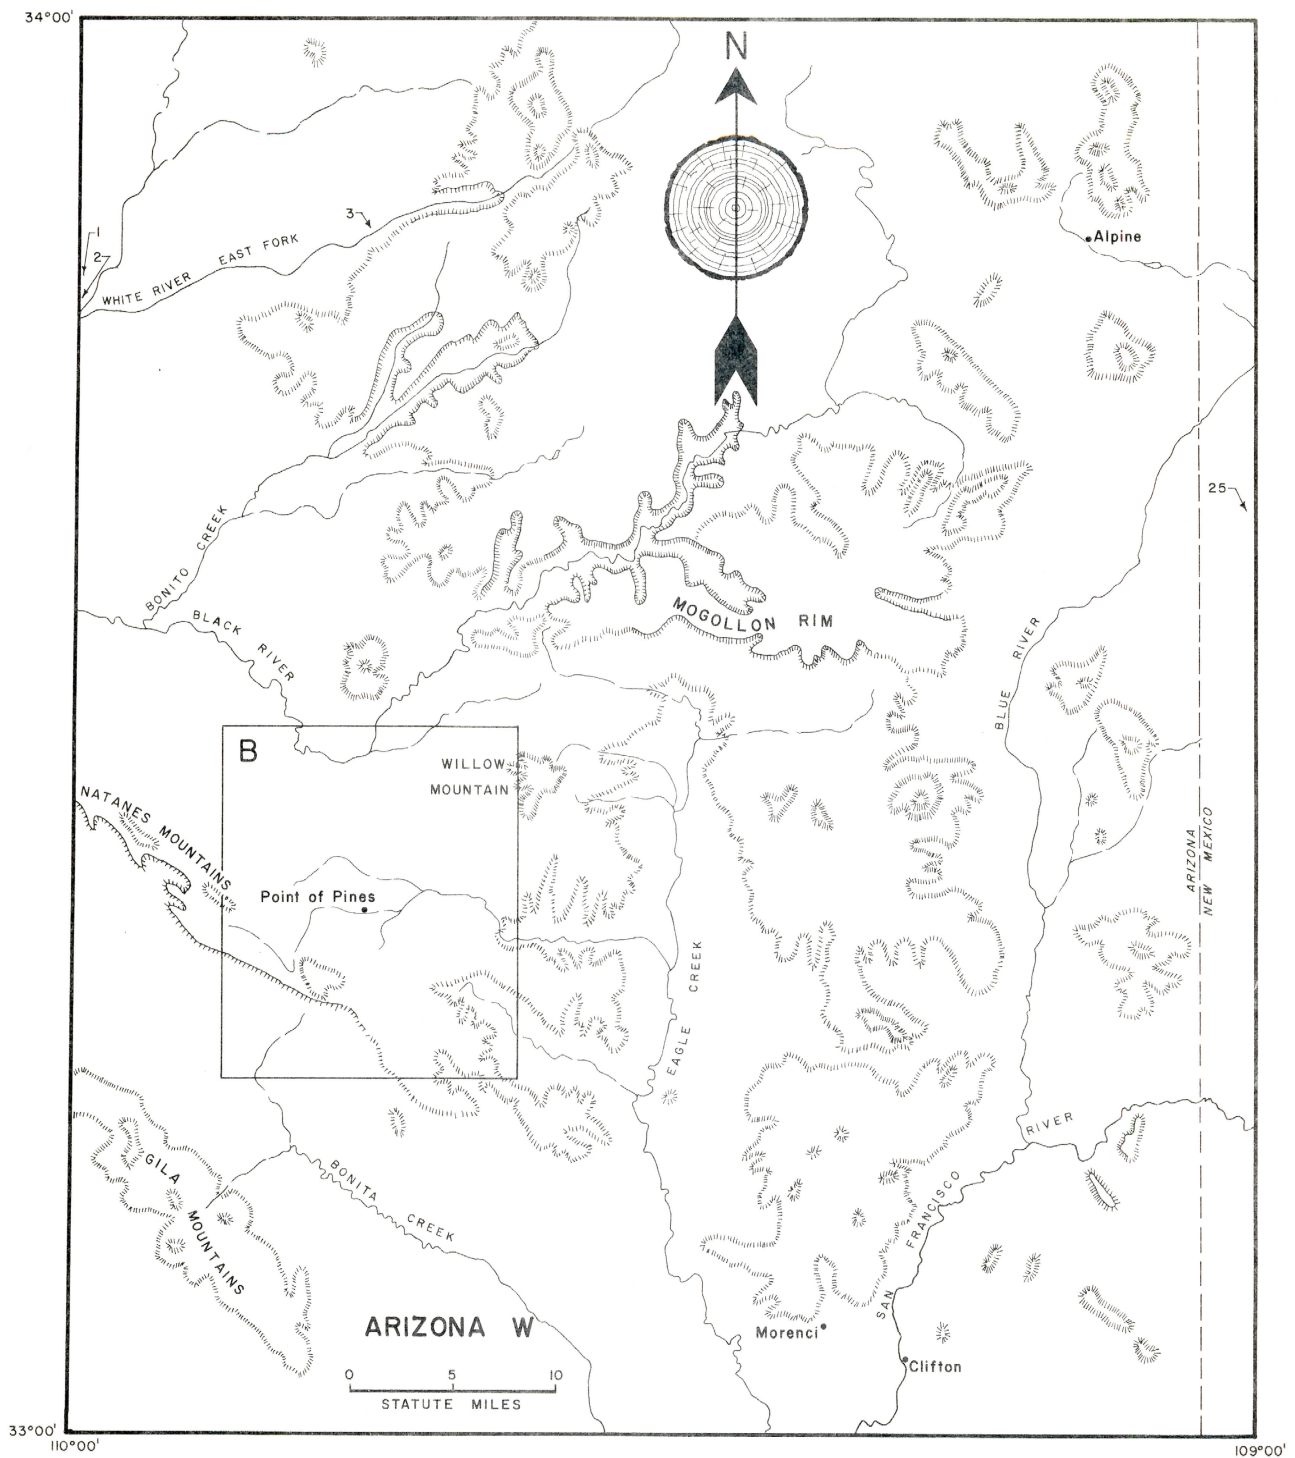 34°00'
N
Alpine
3
1
2
WHITE RIVER EAST FORK
25
BONITO CREEK
BLACK RIVER
MOGOLLON RIM
BLUE RIVER
B
WILLOW
MOUNTAIN
NATANES MOUNTAINS
ARIZONA
NEW MEXICO
Point of Pines
EAGLE CREEK
RIVER
GILA
MOUNTAINS
BONITA CREEK
SAN FRANCISCO
ARIZONA W
Morenci
Clifton
0 5 10
STATUTE MILES
33°00'
110°00'
109°00'